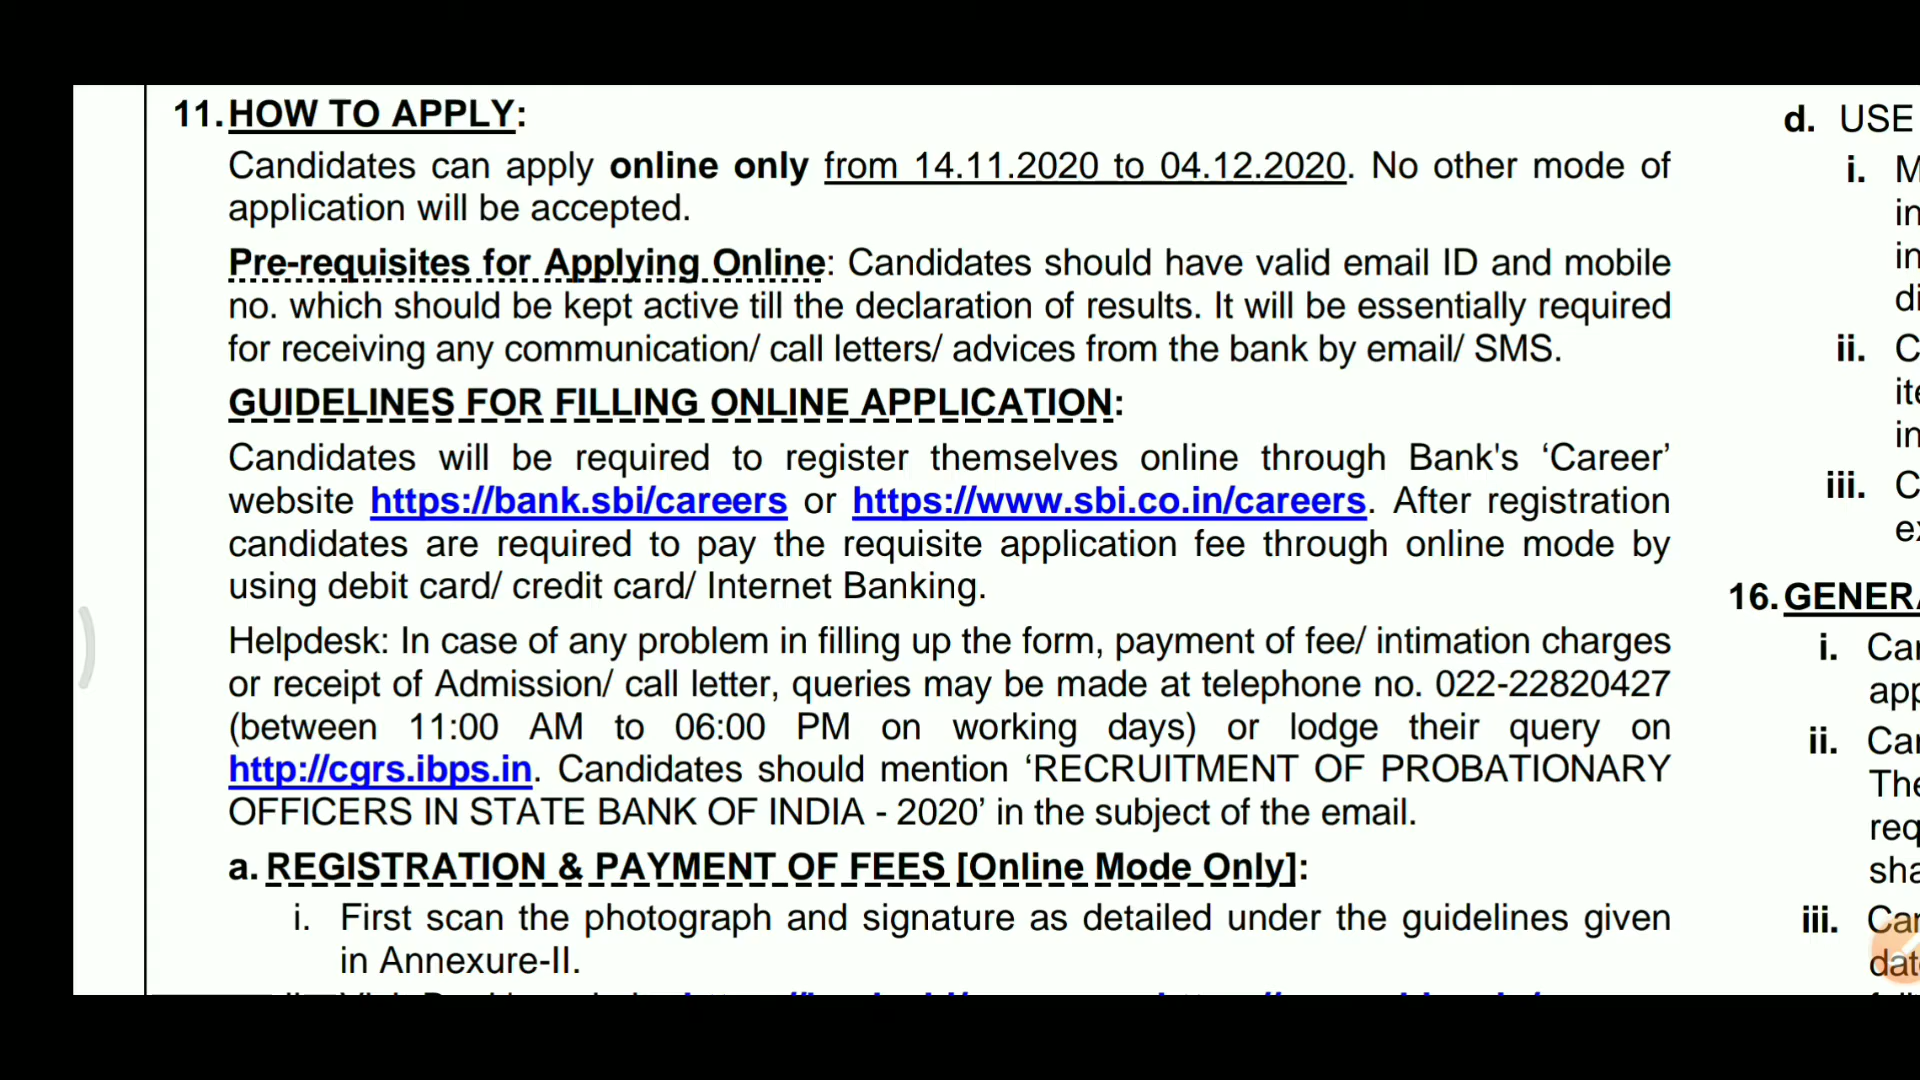 11. HOW TO APPLY:
Candidates can apply online only from 14.11.2020 to 04.12.2020. No other mode of
application will be accepted.
Pre-requisites for Applying Online: Candidates should have valid email ID and mobile
no. which should be kept active till the declaration of results. It will be essentially required
for receiving any communication/ call letters/ advices from the bank by email/ SMS.
GUIDELINES FOR FILLING ONLINE APPLICATION:
Candidates will be required to register themselves online through Bank's ‘Career’
website https://bank.sbi/careers or https://www.sbi.co.in/careers. After registration
candidates are required to pay the requisite application fee through online mode by
using debit card/ credit card/ Internet Banking.
Helpdesk: In case of any problem in filling up the form, payment of fee/ intimation charges
or receipt of Admission/ call letter, queries may be made at telephone no. 022-22820427
(between 11:00 AM to 06:00 PM on working days) or lodge their query on
http://cgrs.ibps.in. Candidates should mention ‘RECRUITMENT OF PROBATIONARY
OFFICERS IN STATE BANK OF INDIA - 2020’ in the subject of the email.
a. REGISTRATION & PAYMENT OF FEES [Online Mode Only]:
i. First scan the photograph and signature as detailed under the guidelines given
in Annexure-II.
d. USE
i.
ii.
iii.
16.
i.
ii.
iii.